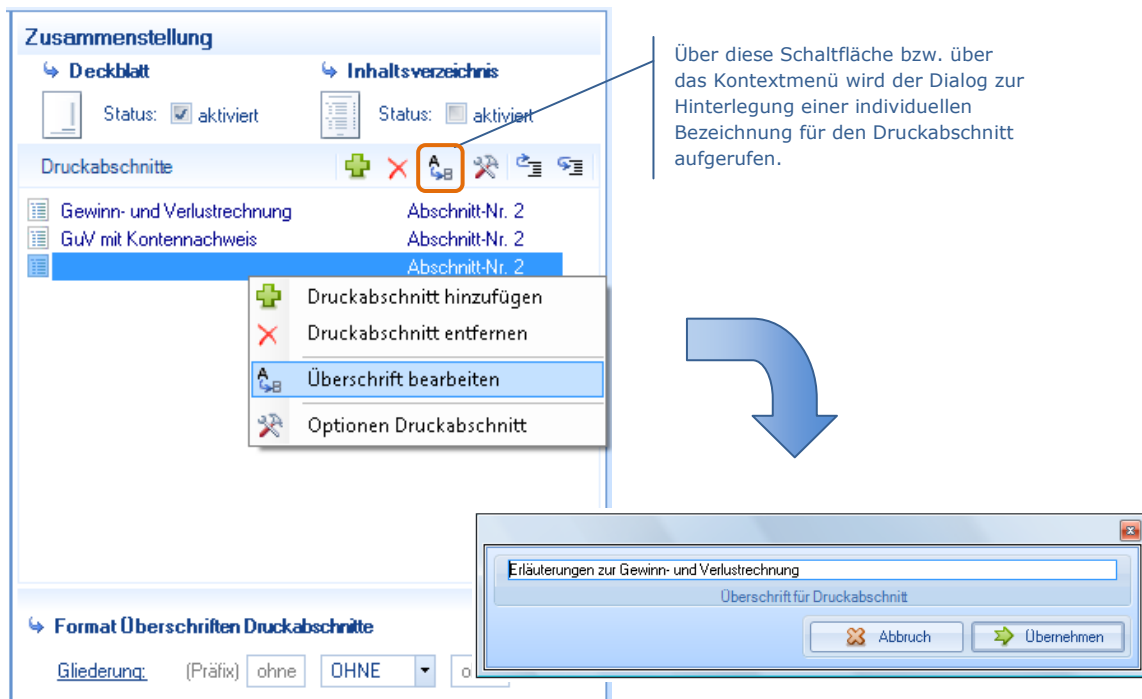 Zusammenstellung
Deckblatt
Inhaltsverzeichnis
Status: aktiviert
Status: aktiviert
Druckabschnitte
A
B
Gewinn- und Verlustrechnung Abschnitt-Nr. 2
GuV mit Kontennachweis Abschnitt-Nr. 2
Abschnitt-Nr. 2
Druckabschnitt hinzufügen
Druckabschnitt entfernen
A
B
Überschrift bearbeiten
Optionen Druckabschnitt
Format Überschriften Druckabschnitte
Gliederung: (Präfix) ohne OHNE o
Über diese Schaltfläche bzw. über
das Kontextmenü wird der Dialog zur
Hinterlegung einer individuellen
Bezeichnung für den Druckabschnitt
aufgerufen.
Erläuterungen zur Gewinn- und Verlustrechnung
Überschrift für Druckabschnitt
Abbruch Übernehmen